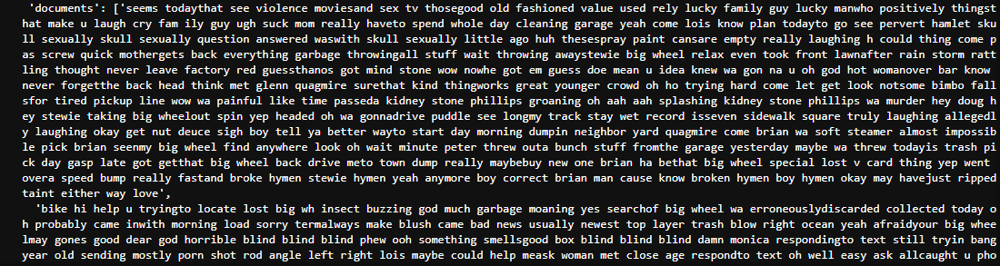 'documents': ['seems todaythat see violence moviesand sex tv thosegood old fashioned value used rely lucky family guy lucky manwho positively thingst
hat make u laugh cry fam ily guy ugh suck mom really haveto spend whole day cleaning garage yeah come lois know plan todayto go see pervert hamlet sku
ll sexually skull sexually question answered waswith skull sexually little ago huh thesespray paint cansare empty really laughing h could thing come p
as screw quick mothergets back everything garbage throwingall stuff wait throwing awaystewie big wheel relax even took front lawnafter rain storm ratt
ling thought never leave factory red guessthanos got mind stone wow nowhe got em guess doe mean u idea knew wa gon na u oh god hot womanover bar know
never forgetthe back head think met glenn quagmire surethat kind thingworks great younger crowd oh ho trying hard come let get look notsome bimbo fall
sfor tired pickup line wow wa painful like time passeda kidney stone phillips groaning oh aah aah splashing kidney stone phillips wa murder hey doug h
ey stewie taking big wheelout spin yep headed oh wa gonnadrive puddle see longmy track stay wet record isseven sidewalk square truly laughing allegedl
y laughing okay get nut deuce sigh boy tell ya better wayto start day morning dumpin neighbor yard quagmire come brian wa soft steamer almost impossib
le pick brian seenmy big wheel find anywhere look oh wait minute peter threw outa bunch stuff fromthe garage yesterday maybe wa threw todayis trash pi
ck day gasp late got getthat big wheel back drive meto town dump really maybebuy new one brian ha bethat big wheel special lost v card thing yep went
overa speed bump really fastand broke hymen stewie hymen yeah anymore boy correct brian man cause know broken hymen boy hymen okay may havejust ripped
taint either way love',
'bike hi help u tryingto locate lost big wh insect buzzing god much garbage moaning yes searchof big wheel wa erroneouslydiscarded collected today o
h probably came inwith morning load sorry termalways make blush came bad news usually newest top layer trash blow right ocean yeah afraidyour big whee
lmay gones good dear god horrible blind blind blind phew ooh something smellsgood box blind blind blind damn monica respondingto text still tryin bang
year old sending mostly porn shot rod angle left right lois maybe could help meask woman met close age respondto text oh well easy ask allcaught u pho